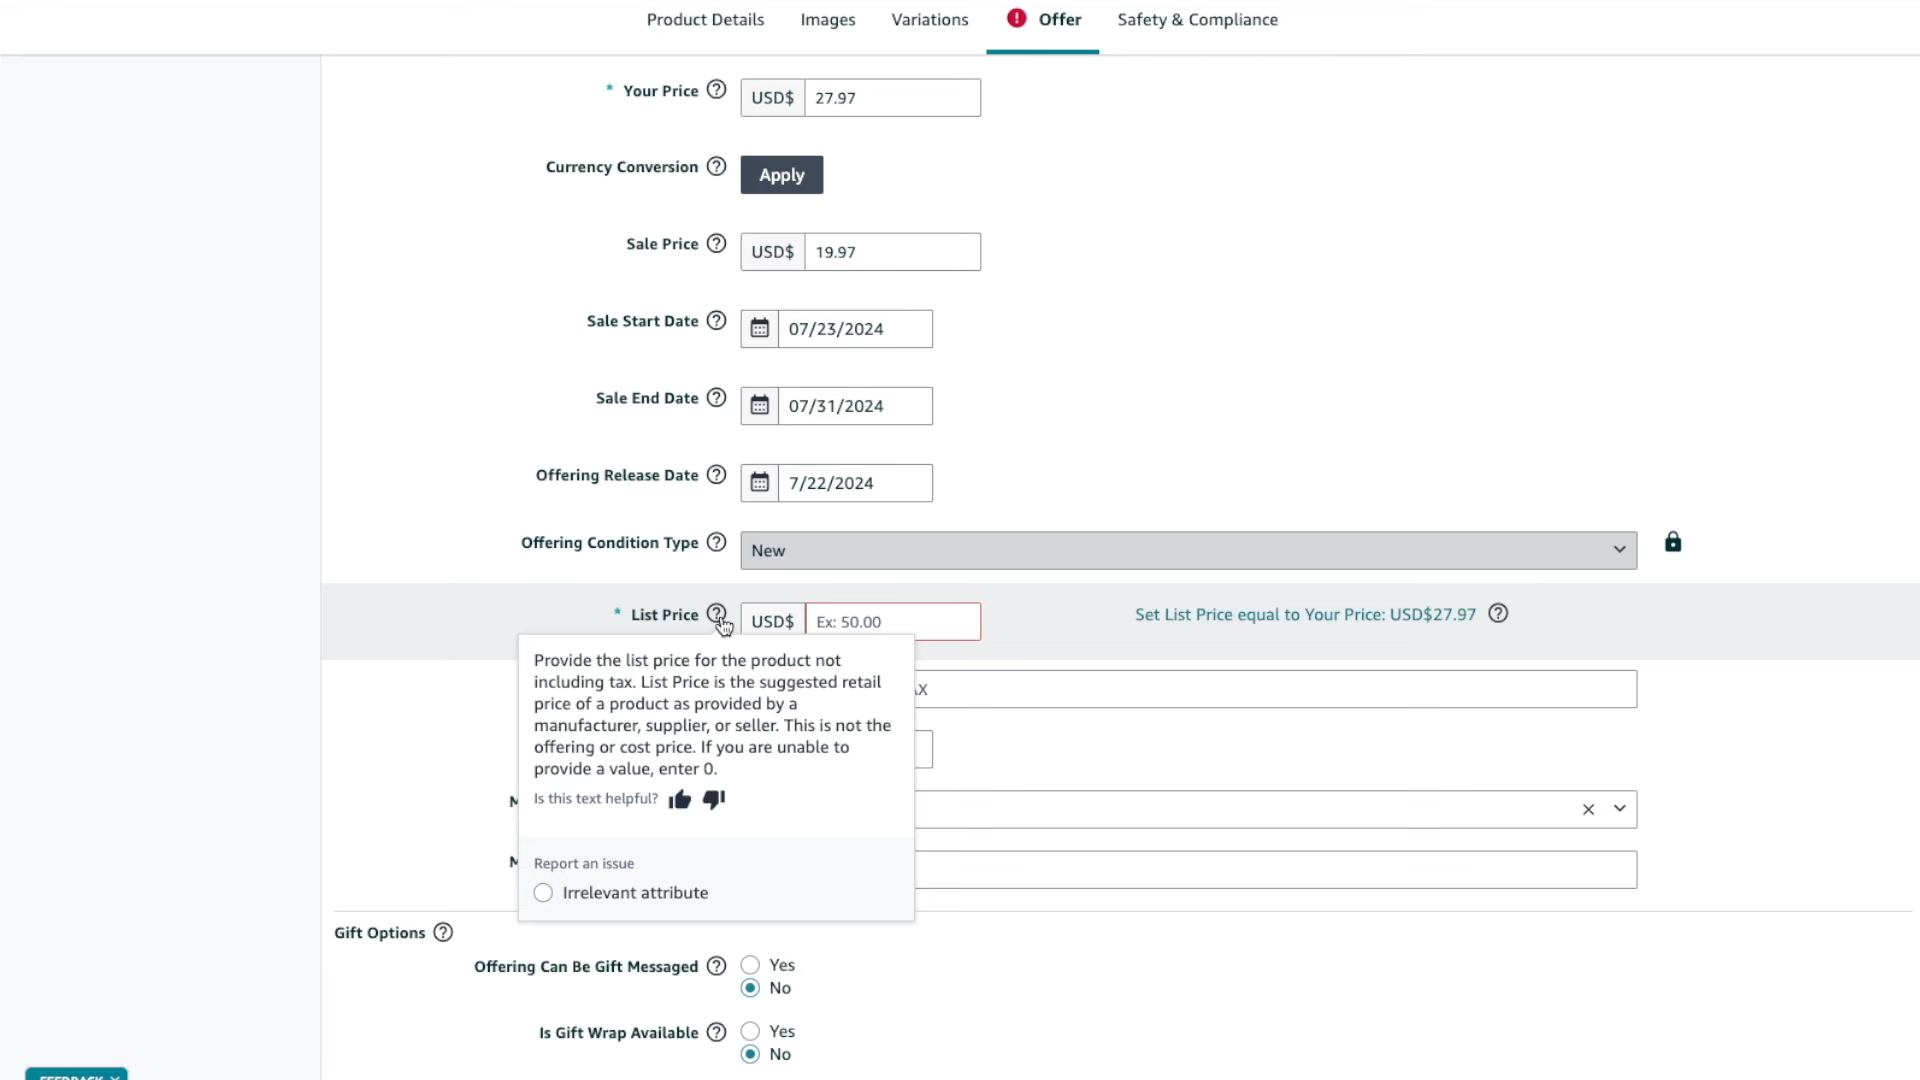 Product Details Images Variations ! Offer Safety & Compliance
* Your Price ? USD$ 27.97
Currency Conversion ? Apply
Sale Price ? USD$ 19.97
Sale Start Date ? 07/23/2024
Sale End Date ? 07/31/2024
Offering Release Date ? 7/22/2024
Offering Condition Type ? New
* List Price ? USD$ Ex: 50.00 Set List Price equal to Your Price: USD$27.97 ?
Provide the list price for the product not
including tax. List Price is the suggested retail
price of a product as provided by a
manufacturer, supplier, or seller. This is not the
offering or cost price. If you are unable to
provide a value, enter 0.
Is this text helpful?
Report an issue
Irrelevant attribute
Gift Options ?
Offering Can Be Gift Messaged ? Yes
No
Is Gift Wrap Available ? Yes
No
FEEDBACK